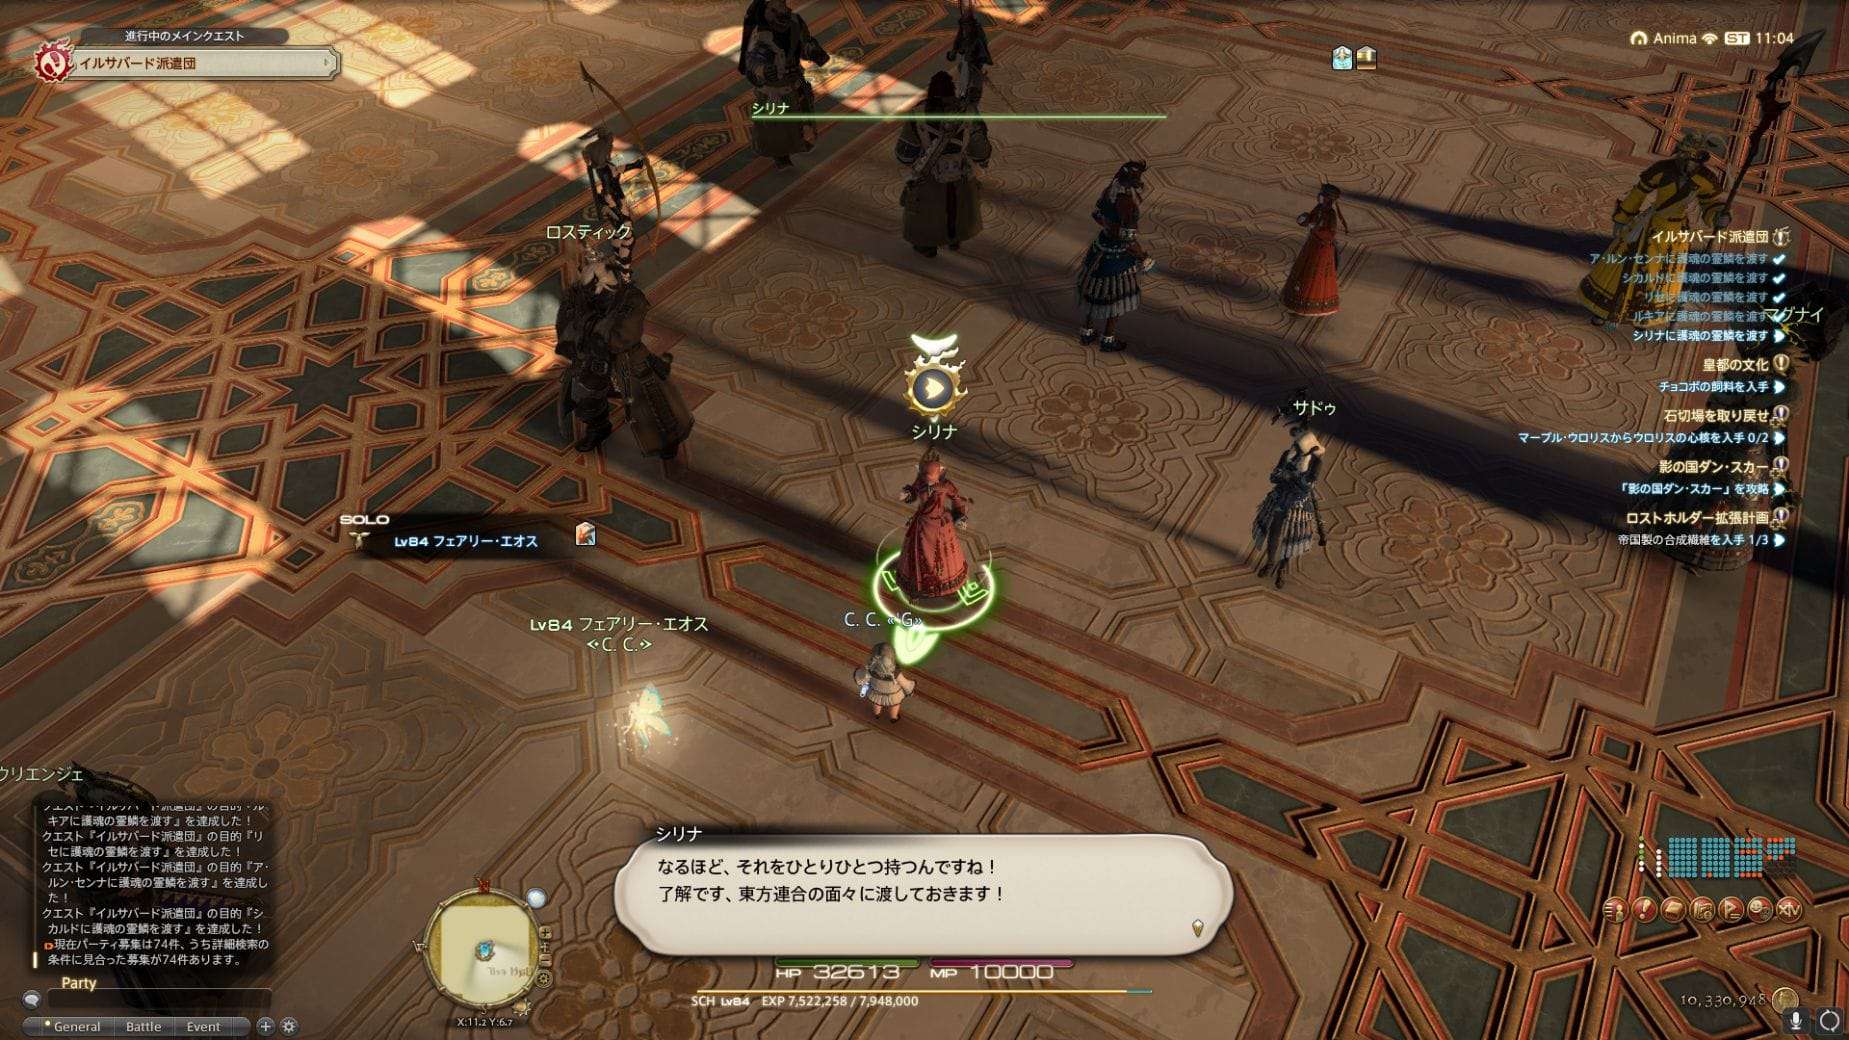 進行中のメインクエスト
イルサバード派遣団
Anima ST 11:04
シリナ
ロスティック
イルサバード派遣団
ア・ルン・センナに護魂の霊鱗を渡す
シカルドに護魂の霊鱗を渡す
リセに護魂の霊鱗を渡す
ルキアに護魂の霊鱗を渡す
マグナイ
シリナに護魂の霊鱗を渡す
皇都の文化
チョコボの飼料を入手
石切場を取り戻せ
マーブル・ウロリスからウロリスの心核を入手 0/2
影の国ダン・スカー
「影の国ダン・スカー」を攻略
ロストホルダー拡張計画
帝国製の合成繊維を入手 1/3
シリナ
サドゥ
SOLO
Lv84 フェアリー・エオス
C. C. «G»
Lv84 フェアリー・エオス
<C. C.>
ウリエンジェ
クエスト『イルサバード派遣団』の目的『ル
キアに護魂の霊鱗を渡す』を達成した！
クエスト『イルサバード派遣団』の目的『リ
セに護魂の霊鱗を渡す』を達成した！
クエスト『イルサバード派遣団』の目的『ア・
ルン・センナに護魂の霊鱗を渡す』を達成し
た！
クエスト『イルサバード派遣団』の目的『シ
カルドに護魂の霊鱗を渡す』を達成した！
現在パーティ募集は74件、うち詳細検索の
条件に見合った募集が74件あります。
Party
General Battle Event
X:11.2 Y:6.7
シリナ
なるほど、それをひとりひとつ持つんですね！
了解です、東方連合の面々に渡しておきます！
HP 32613 MP 10000
SCH Lv84 EXP 7,522,258 / 7,948,000
XIV
10,330,948